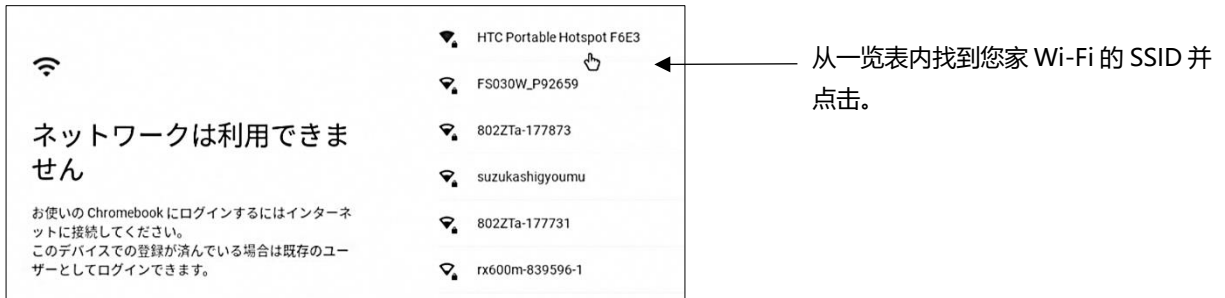 ネットワークは利用できま
せん
お使いの Chromebook にログインするにはインターネ
ットに接続してください。
このデバイスでの登録が済んでいる場合は既存のユー
ザーとしてログインできます。
HTC Portable Hotspot F6E3
FS030W_P92659
802ZTa-177873
suzukashigyoumu
802ZTa-177731
rx600m-839596-1
从一览表内找到您家 Wi-Fi 的 SSID 并
点击。